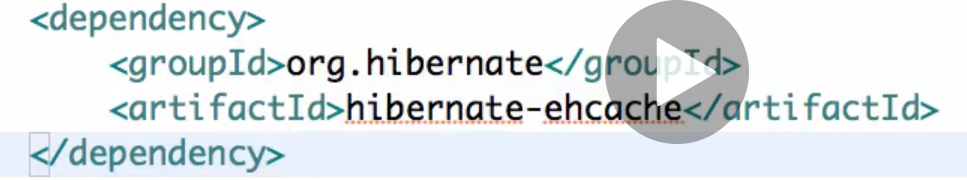 <dependency>
<groupId>org.hibernate</groupId>
<artifactId>hibernate-ehcache</artifactId>
</dependency>